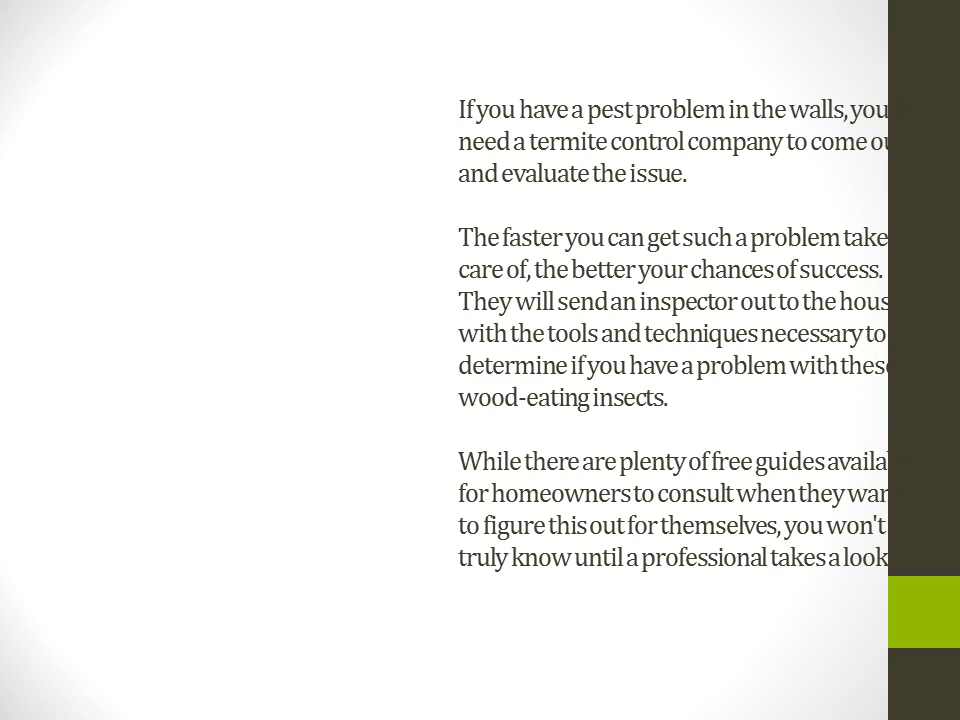 If you have a pest problem in the walls, you
need a termite control company to come
and evaluate the issue.
The faster you can get such a problem
care of, the better your chances of success.
They will send an inspector out to the
with the tools and techniques necessary to
determine if you have a problem with these
wood-eating insects.
While there are plenty of free guides
for homeowners to consult when they
to figure this out for themselves, you won't
truly know until a professional takes a look